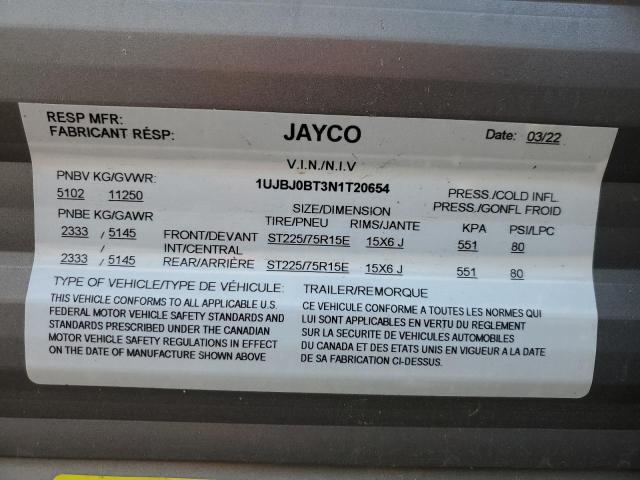 RESP MFR: JAYCO Date: 03/22
FABRICANT RÉSP:
V.I.N./N.I.V
PNBV KG/GVWR: 1UJBJ0BT3N1T20654
5102 11250 PRESS./COLD INFL.
SIZE/DIMENSION PRESS./GONFL FROID
PNBE KG/GAWR TIRE/PNEU RIMS/JANTE KPA PSI/LPC
2333 / 5145 FRONT/DEVANT ST225/75R15E 15X6 J 551 80
INT/CENTRAL
2333 / 5145 REAR/ARRIÈRE ST225/75R15E 15X6 J 551 80
TYPE OF VEHICLE/TYPE DE VÉHICULE: TRAILER/REMORQUE
THIS VEHICLE CONFORMS TO ALL APPLICABLE U.S.
FEDERAL MOTOR VEHICLE SAFETY STANDARDS AND
STANDARDS PRESCRIBED UNDER THE CANADIAN
MOTOR VEHICLE SAFETY REGULATIONS IN EFFECT
ON THE DATE OF MANUFACTURE SHOWN ABOVE
CE VÉHICULE CONFORME A TOUTES LES NORMES QUI
LUI SONT APPLICABLES EN VERTU DU REGLEMENT
SUR LA SECURITE DE VEHICULES AUTOMOBILES
DU CANADA ET DES ETATS UNIS EN VIGUEUR A LA DATE
DE SA FABRICATION CI-DESSUS.